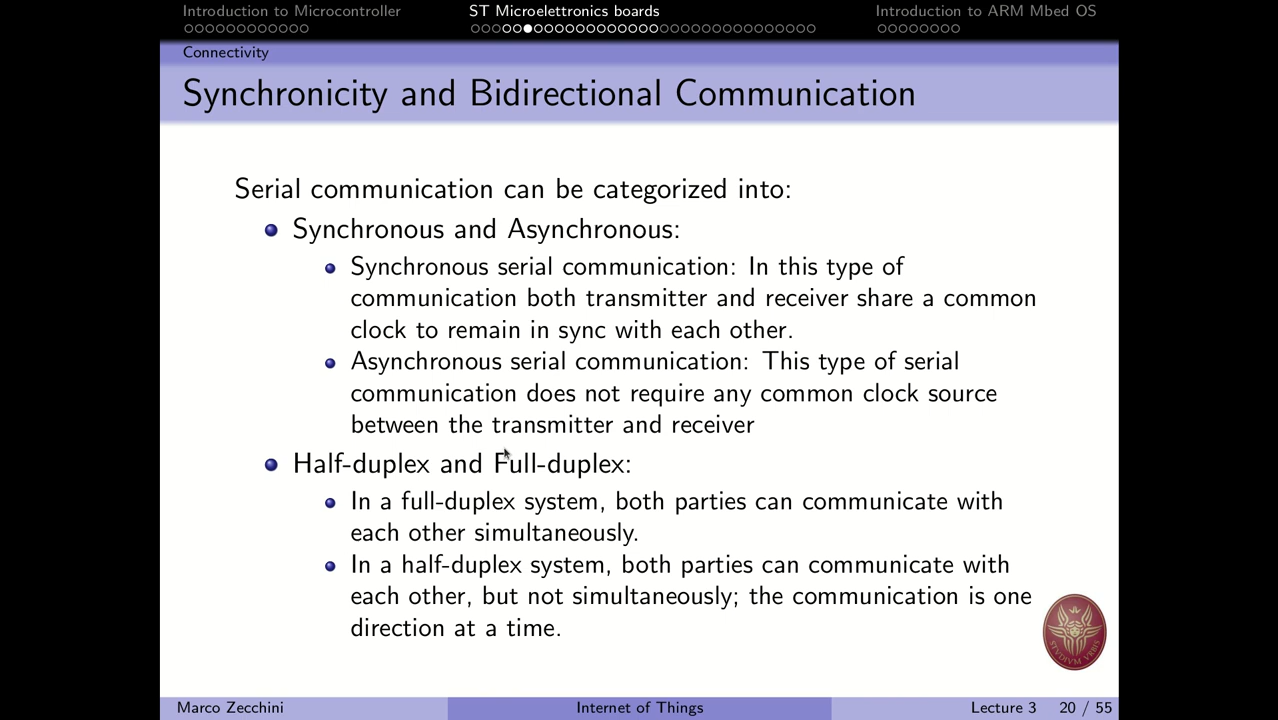 Introduction to Microcontroller ST Microelettronics boards Introduction to ARM Mbed OS
Connectivity
Synchronicity and Bidirectional Communication
Serial communication can be categorized into:
Synchronous and Asynchronous:
Synchronous serial communication: In this type of
communication both transmitter and receiver share a common
clock to remain in sync with each other.
Asynchronous serial communication: This type of serial
communication does not require any common clock source
between the transmitter and receiver
Half-duplex and Full-duplex:
In a full-duplex system, both parties can communicate with
each other simultaneously.
In a half-duplex system, both parties can communicate with
each other, but not simultaneously; the communication is one
direction at a time.
STVDIVM VRBIS
Marco Zecchini Internet of Things Lecture 3 20 / 55